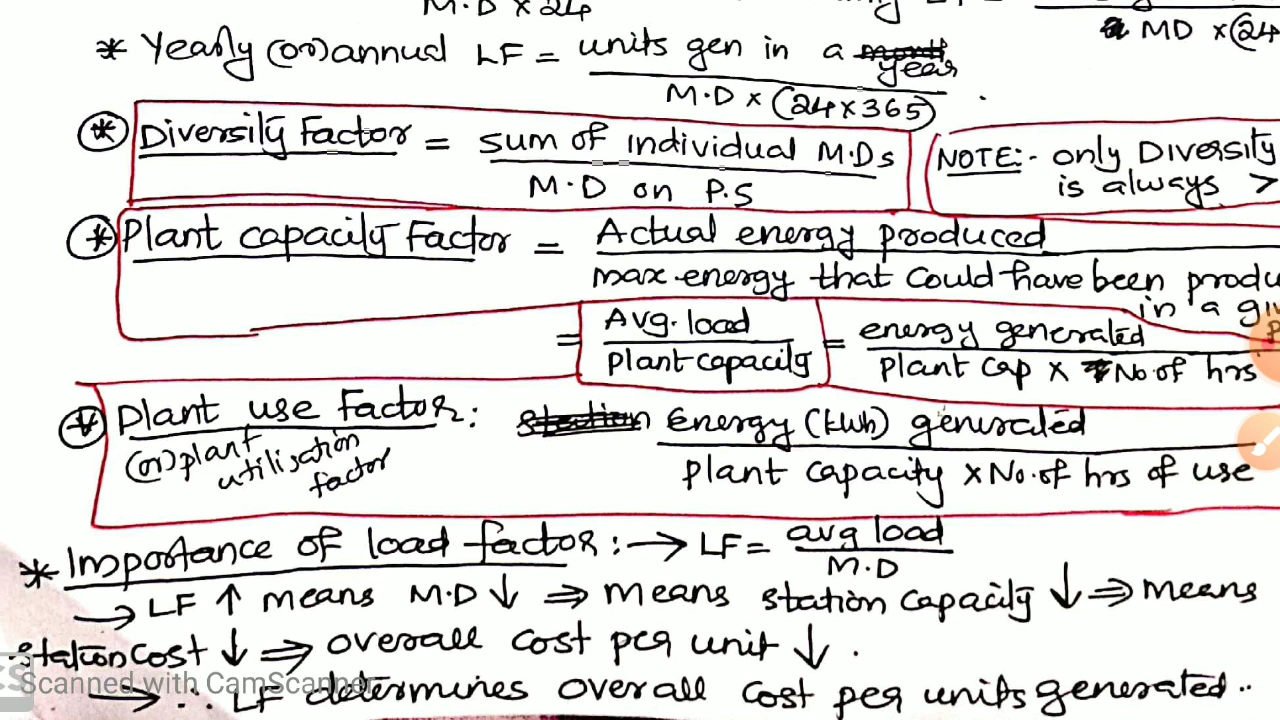 M.D x 24
MD x (24
* Yearly (or) annual LF = units gen in a year
M.D x (24 x 365)
* Diversity Factor = sum of individual M.Ds
M.D on P.S
NOTE:- only Diversity
is always >
* Plant capacity Factor = Actual energy produced
max.energy that could have been produ
in a gi
= Avg. load
plant capacity
= energy generated
plant cap x No of hrs
* Plant use Factor: Energy (kwh) generated
plant capacity x No. of hrs of use
(or) plant
utilisation
factor
* Importance of load factor: → LF = avg load
M.D
→ LF ↑ means M.D ↓ ⇒ means station capacity ↓ ⇒ means
station cost ↓ ⇒ overall cost per unit ↓.
→ ∴ LF determines overall cost per units generated..
CS Scanned with CamScanner